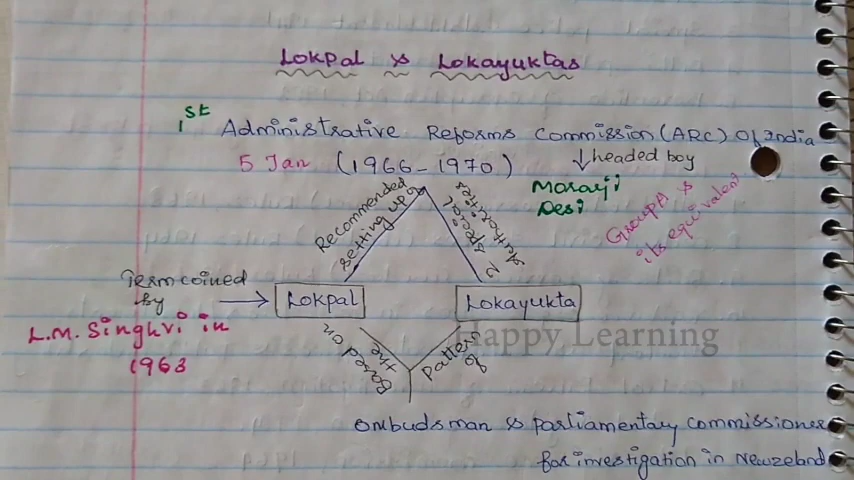 Lokpal & Lokayuktas
1st Administrative Reforms Commission (ARC) of India
5 Jan (1966-1970)
headed by
Morarji
Desi
Group A &
its equivalent
Recommended
setting up of
2 special
Authorities
Term coined
by
L.M. Singhvi in
1963
Lokpal
Lokayukta
Happy Learning
Based on
the
Pattern
of
Ombudsman & parliamentary commissioner
for investigation in Newzeland